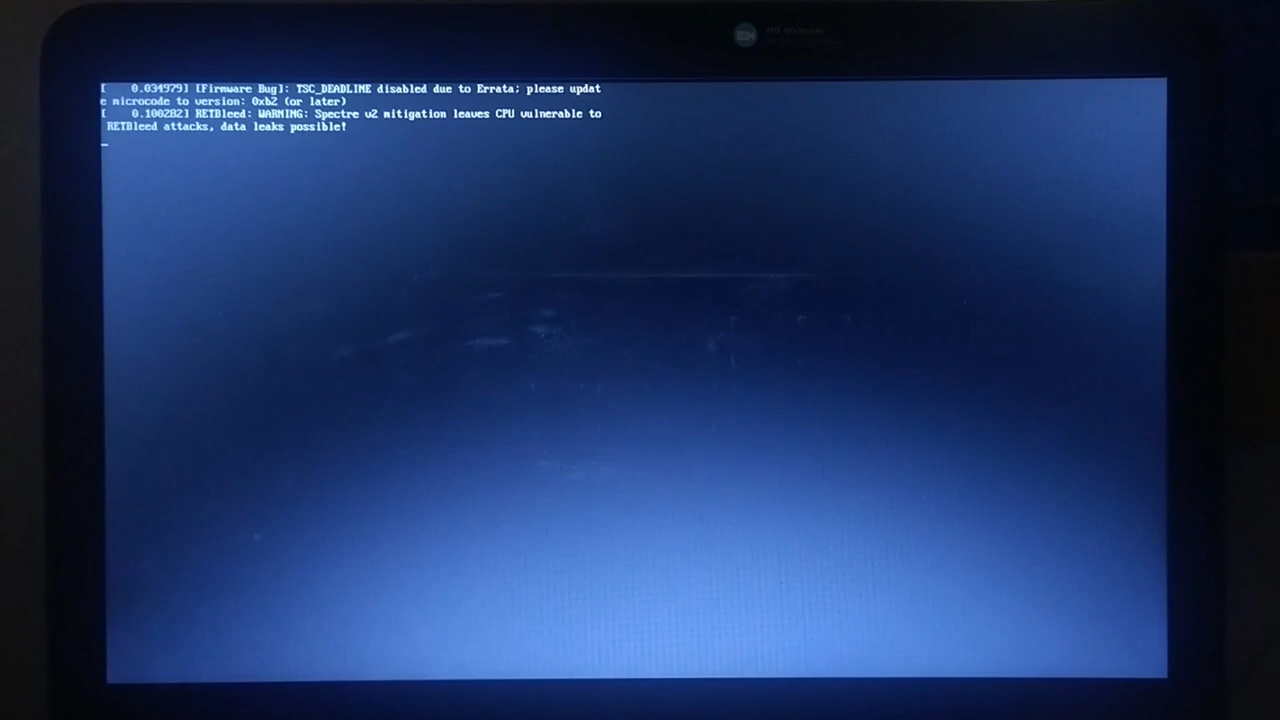 [    0.034979] [Firmware Bug]: TSC_DEADLINE disabled due to Errata; please updat
e microcode to version: 0xb2 (or later)
[    0.100282] RETBleed: WARNING: Spectre v2 mitigation leaves CPU vulnerable to
 RETBleed attacks, data leaks possible!